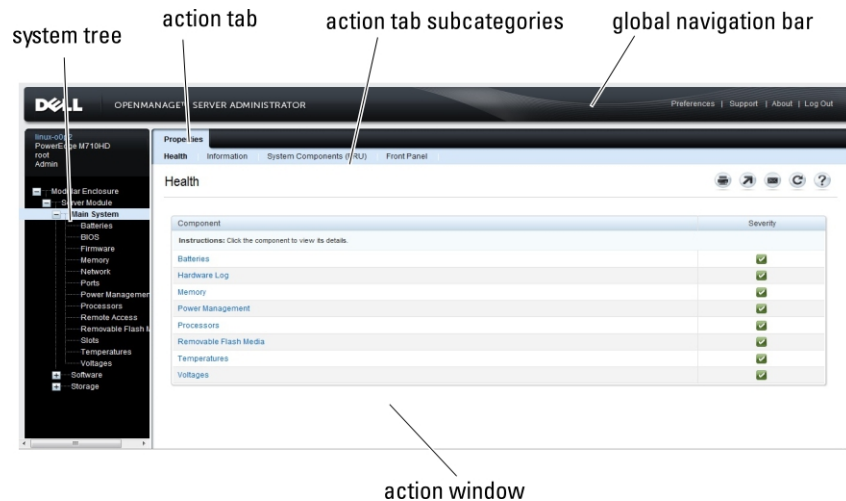 system tree
action tab
action tab subcategories
global navigation bar
DELL
OPENMANAGE™ SERVER ADMINISTRATOR
Preferences | Support | About | Log Out
PowerEdge M710HD
root
Admin
Properties
Health
Information
System Components (FRU)
Front Panel
Modular Enclosure
Server Module
Main System
Batteries
BIOS
Firmware
Memory
Network
Ports
Power Managemen
Processors
Remote Access
Removable Flash M
Slots
Temperatures
Voltages
Software
Storage
Health
Component
Severity
Instructions: Click the component to view its details.
Batteries
Hardware Log
Memory
Power Management
Processors
Removable Flash Media
Temperatures
Voltages
action window